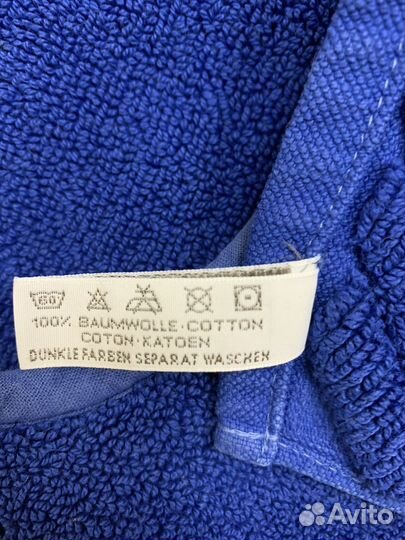 60
100% BAUMWOLLE·COTTON
COTON·KATOEN
DUNKLE FARBEN SEPARAT WASCHEN
Avito